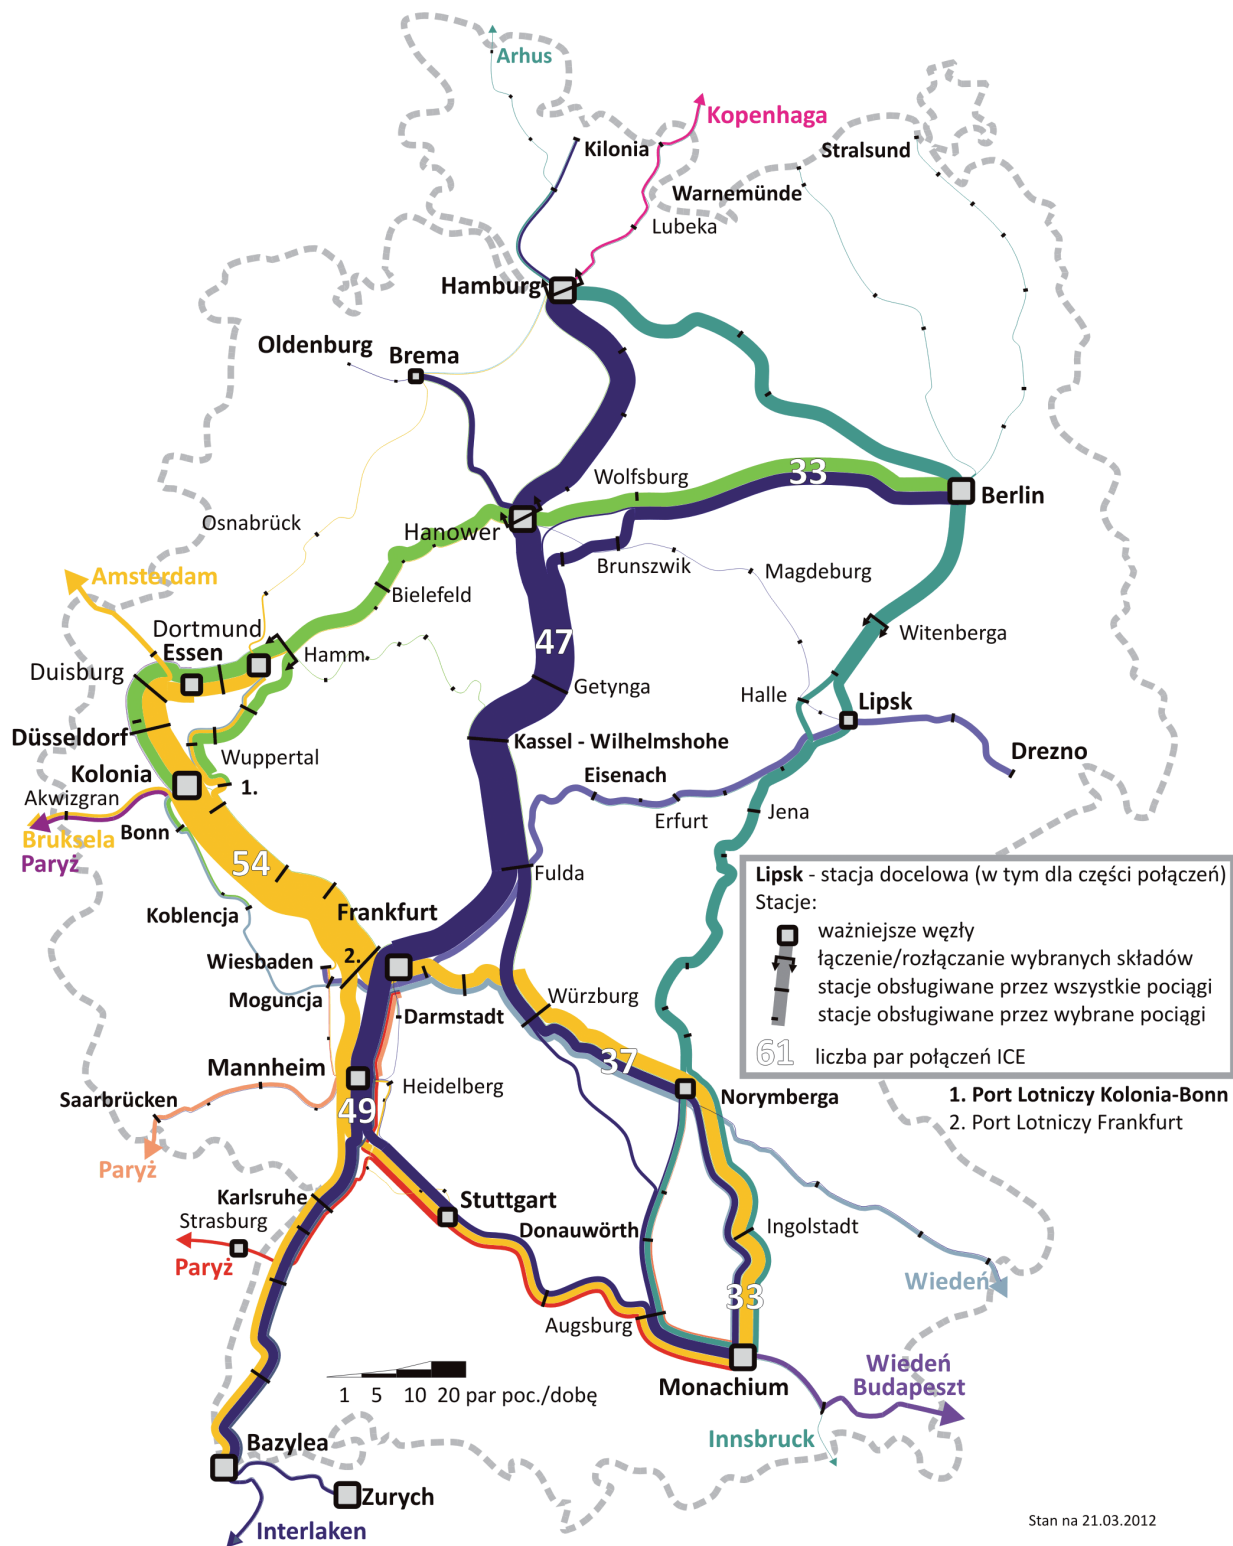 Arhus
Kopenhaga
Kilonia
Stralsund
Warnemünde
Lubeka
Hamburg
Oldenburg
Brema
Wolfsburg
33
Berlin
Osnabrück
Hanower
Brunszwik
Magdeburg
Amsterdam
Bielefeld
Dortmund
Essen
Hamm
47
Witenberga
Duisburg
Getynga
Halle
Lipsk
Düsseldorf
Kassel - Wilhelmshohe
Drezno
Wuppertal
Kolonia
1.
Eisenach
Akwizgran
Bonn
Erfurt
Jena
Bruksela
Paryż
54
Fulda
Lipsk - stacja docelowa (w tym dla części połączeń)
Stacje:
ważniejsze węzły
łączenie/rozłączanie wybranych składów
stacje obsługiwane przez wszystkie pociągi
stacje obsługiwane przez wybrane pociągi
61 liczba par połączeń ICE
Koblencja
Frankfurt
2.
Wiesbaden
Moguncja
Würzburg
Darmstadt
37
Mannheim
Heidelberg
Norymberga
1. Port Lotniczy Kolonia-Bonn
2. Port Lotniczy Frankfurt
Saarbrücken
49
Paryż
Karlsruhe
Stuttgart
Strasburg
Donauwörth
Ingolstadt
Paryż
Wiedeń
33
Augsburg
Wiedeń
Budapeszt
Monachium
1 5 10 20 par poc./dobę
Innsbruck
Bazylea
Zurych
Interlaken
Stan na 21.03.2012